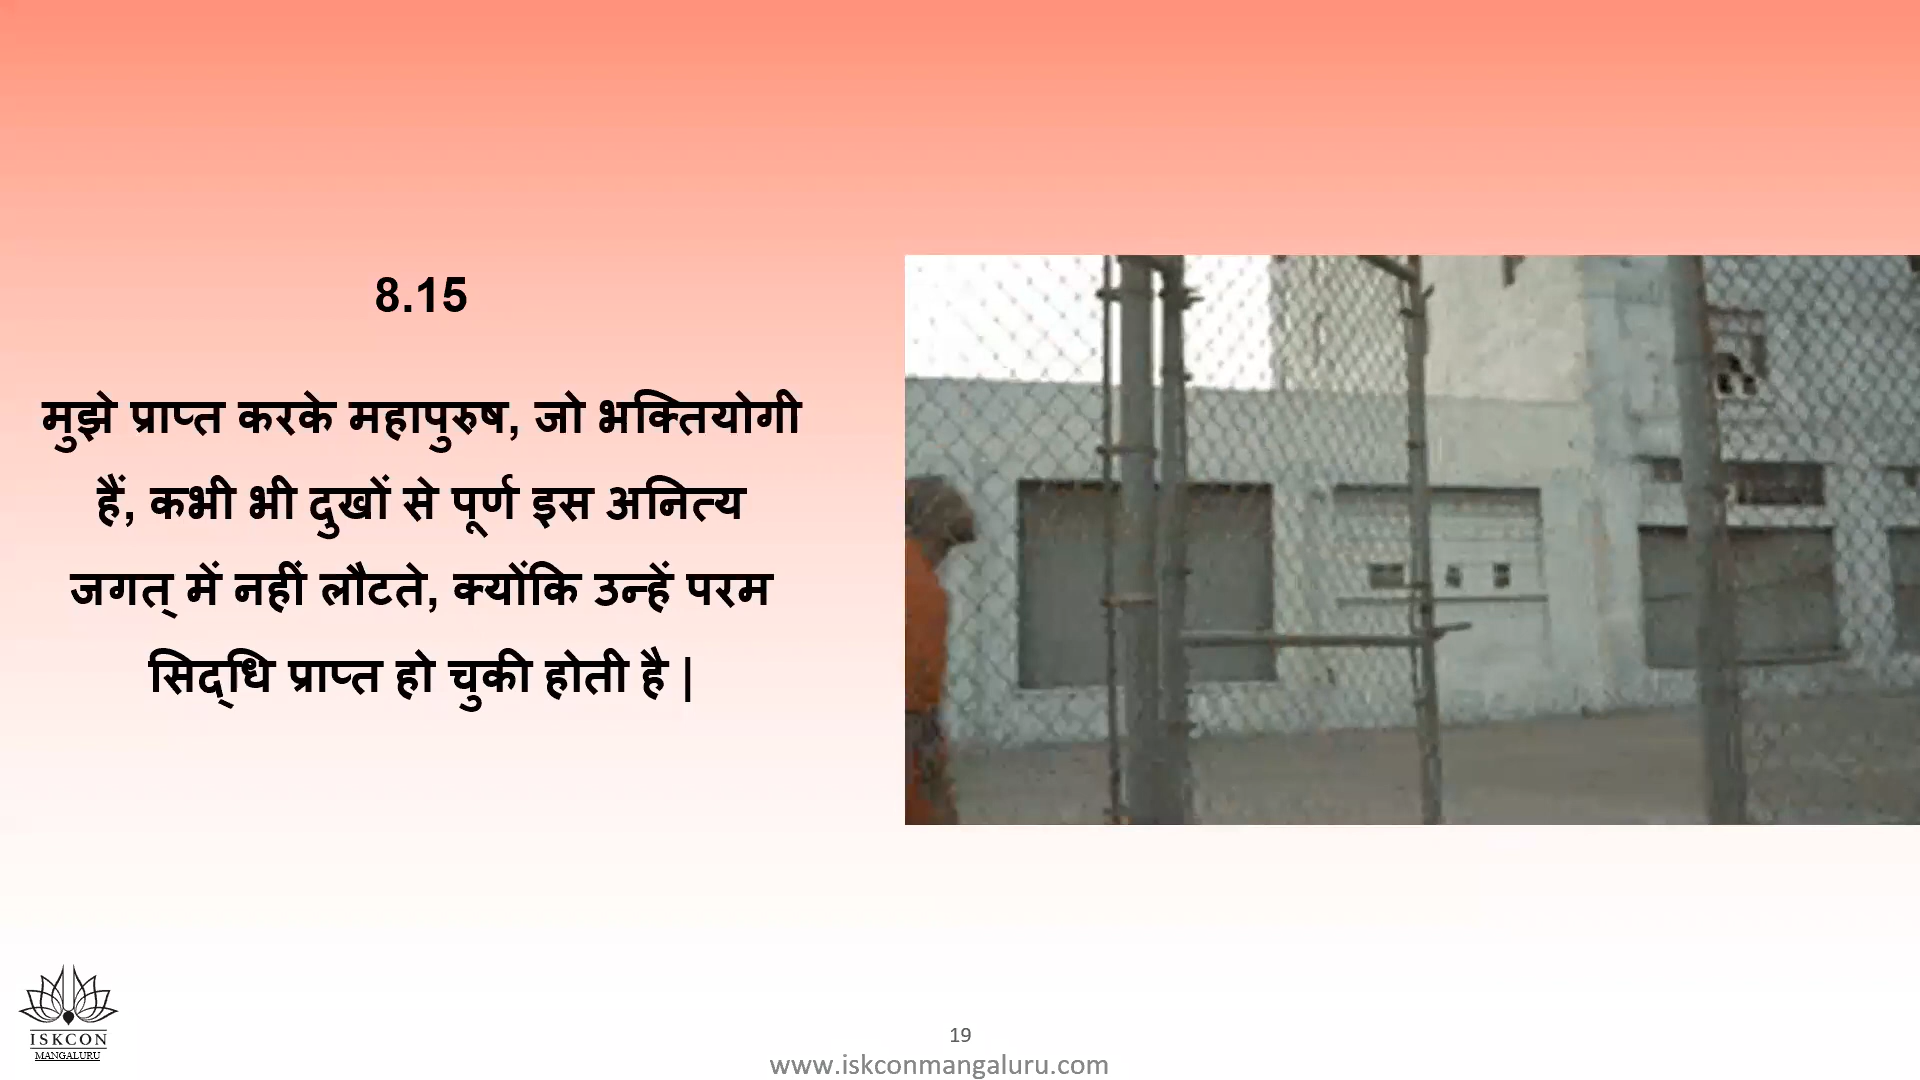 8.15
मुझे प्राप्त करके महापुरुष, जो भक्तियोगी
हैं, कभी भी दुखों से पूर्ण इस अनित्य
जगत् में नहीं लौटते, क्योंकि उन्हें परम
सिद्धि प्राप्त हो चुकी होती है |
ISKCON
MANGALURU
19
www.iskconmangaluru.com